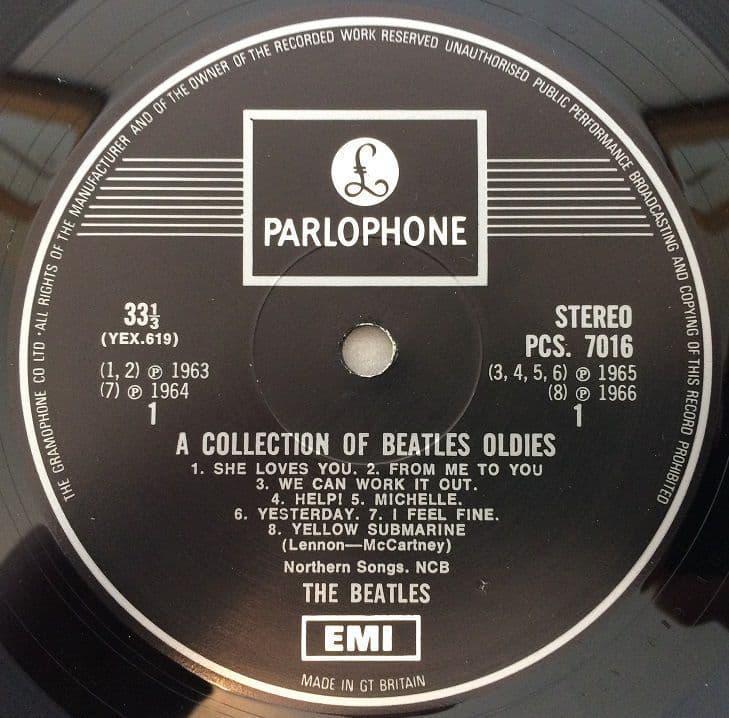 THE GRAMOPHONE CO LTD · ALL RIGHTS OF THE MANUFACTURER AND OF THE OWNER OF THE RECORDED WORK RESERVED UNAUTHORISED PUBLIC PERFORMANCE BROADCASTING AND COPYING OF THIS RECORD PROHIBITED
£
PARLOPHONE
33⅓
(YEX.619)
(1, 2) ℗ 1963
(7) ℗ 1964
1
STEREO
PCS. 7016
(3, 4, 5, 6) ℗ 1965
(8) ℗ 1966
1
A COLLECTION OF BEATLES OLDIES
1. SHE LOVES YOU. 2. FROM ME TO YOU
3. WE CAN WORK IT OUT.
4. HELP! 5. MICHELLE.
6. YESTERDAY. 7. I FEEL FINE.
8. YELLOW SUBMARINE
(Lennon—McCartney)
Northern Songs. NCB
THE BEATLES
EMI
MADE IN GT BRITAIN